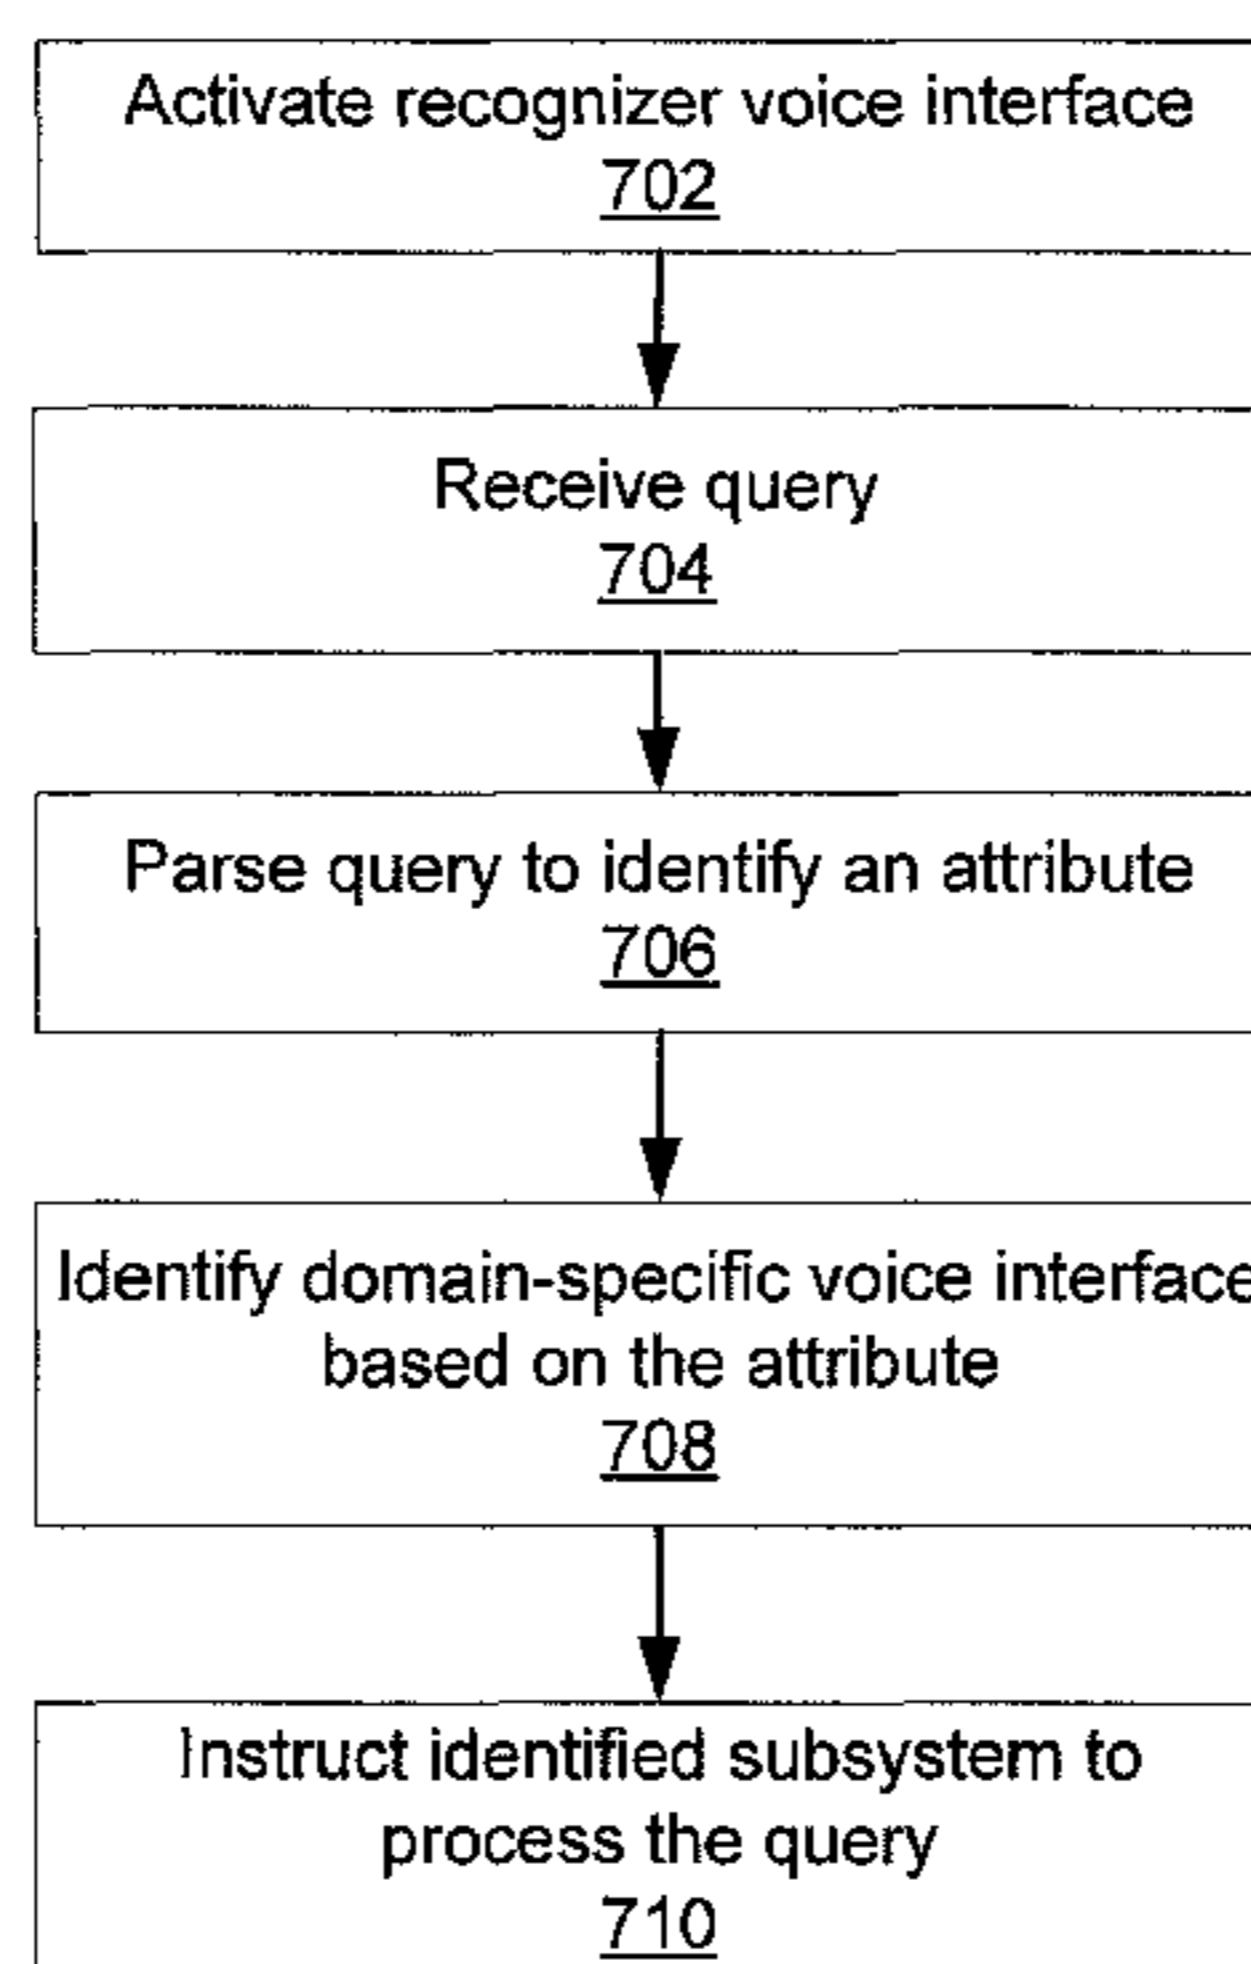 Activate recognizer voice interface
702
Receive query
704
Parse query to identify an attribute
706
Identify domain-specific voice interface
based on the attribute
708
Instruct identified subsystem to
process the query
710